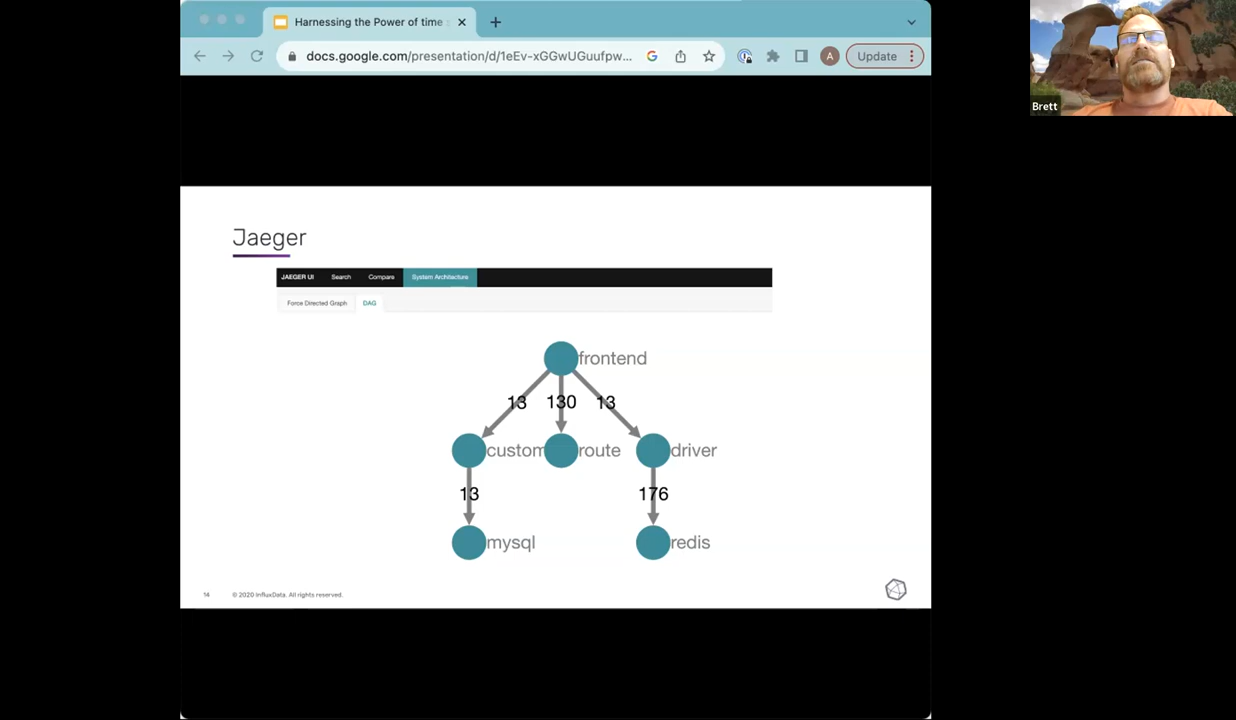 Harnessing the Power of time
docs.google.com/presentation/d/1eEv-xGGwUGuufpw...
A
Update
Brett
Jaeger
JAEGER UI Search Compare System Architecture
Force Directed Graph DAG
frontend
13 130 13
custom route driver
13 176
mysql redis
14 © 2020 InfluxData. All rights reserved.